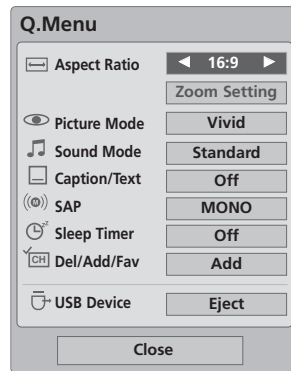 Q.Menu
Aspect Ratio ◄ 16:9 ►
Zoom Setting
Picture Mode Vivid
Sound Mode Standard
Caption/Text Off
SAP MONO
Sleep Timer Off
CH Del/Add/Fav Add
USB Device Eject
Close